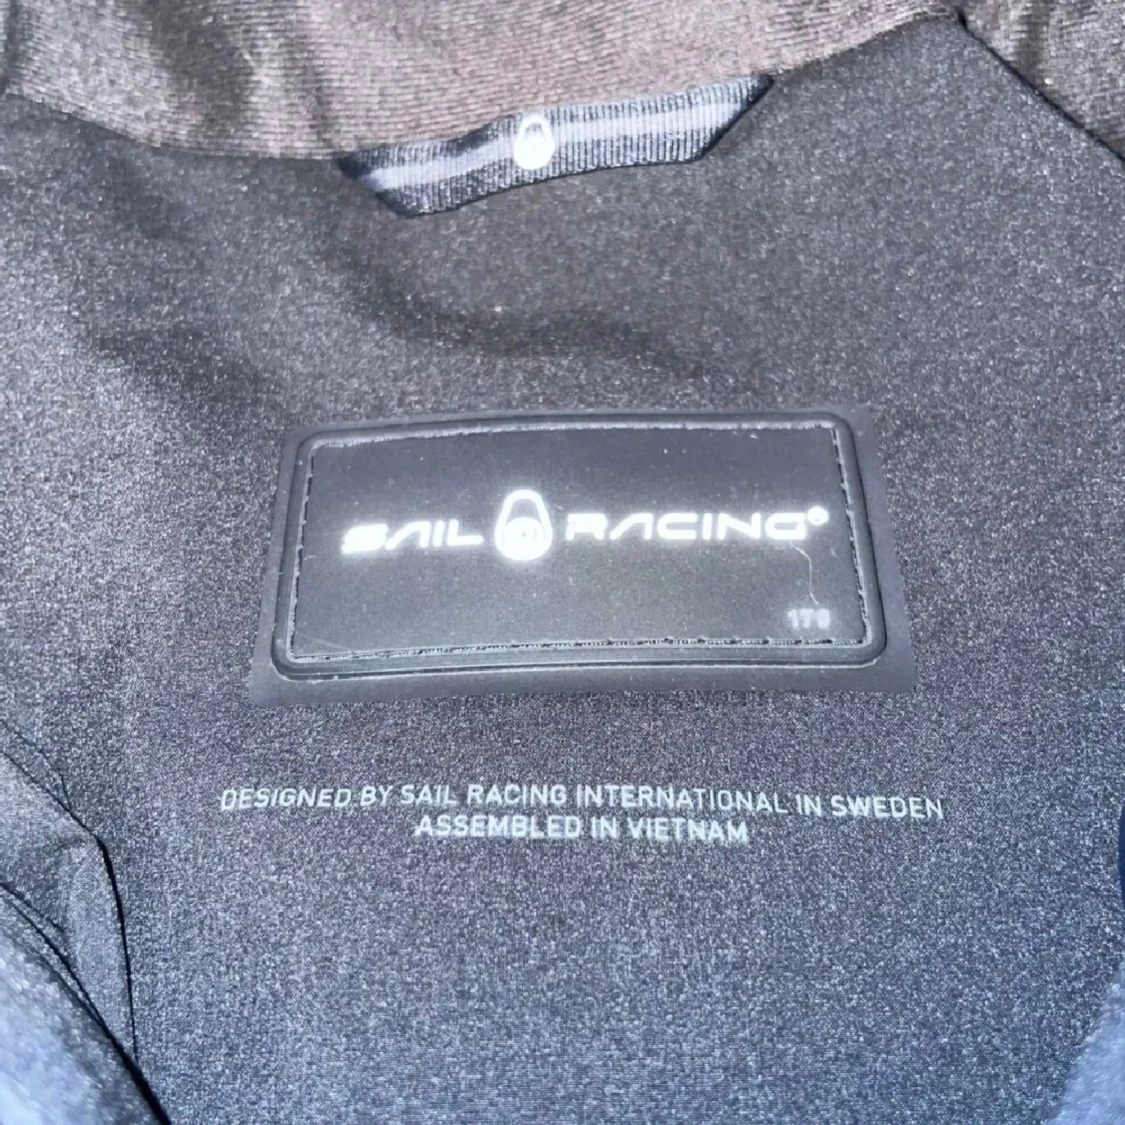 SAIL RACING®
170
DESIGNED BY SAIL RACING INTERNATIONAL IN SWEDEN
ASSEMBLED IN VIETNAM